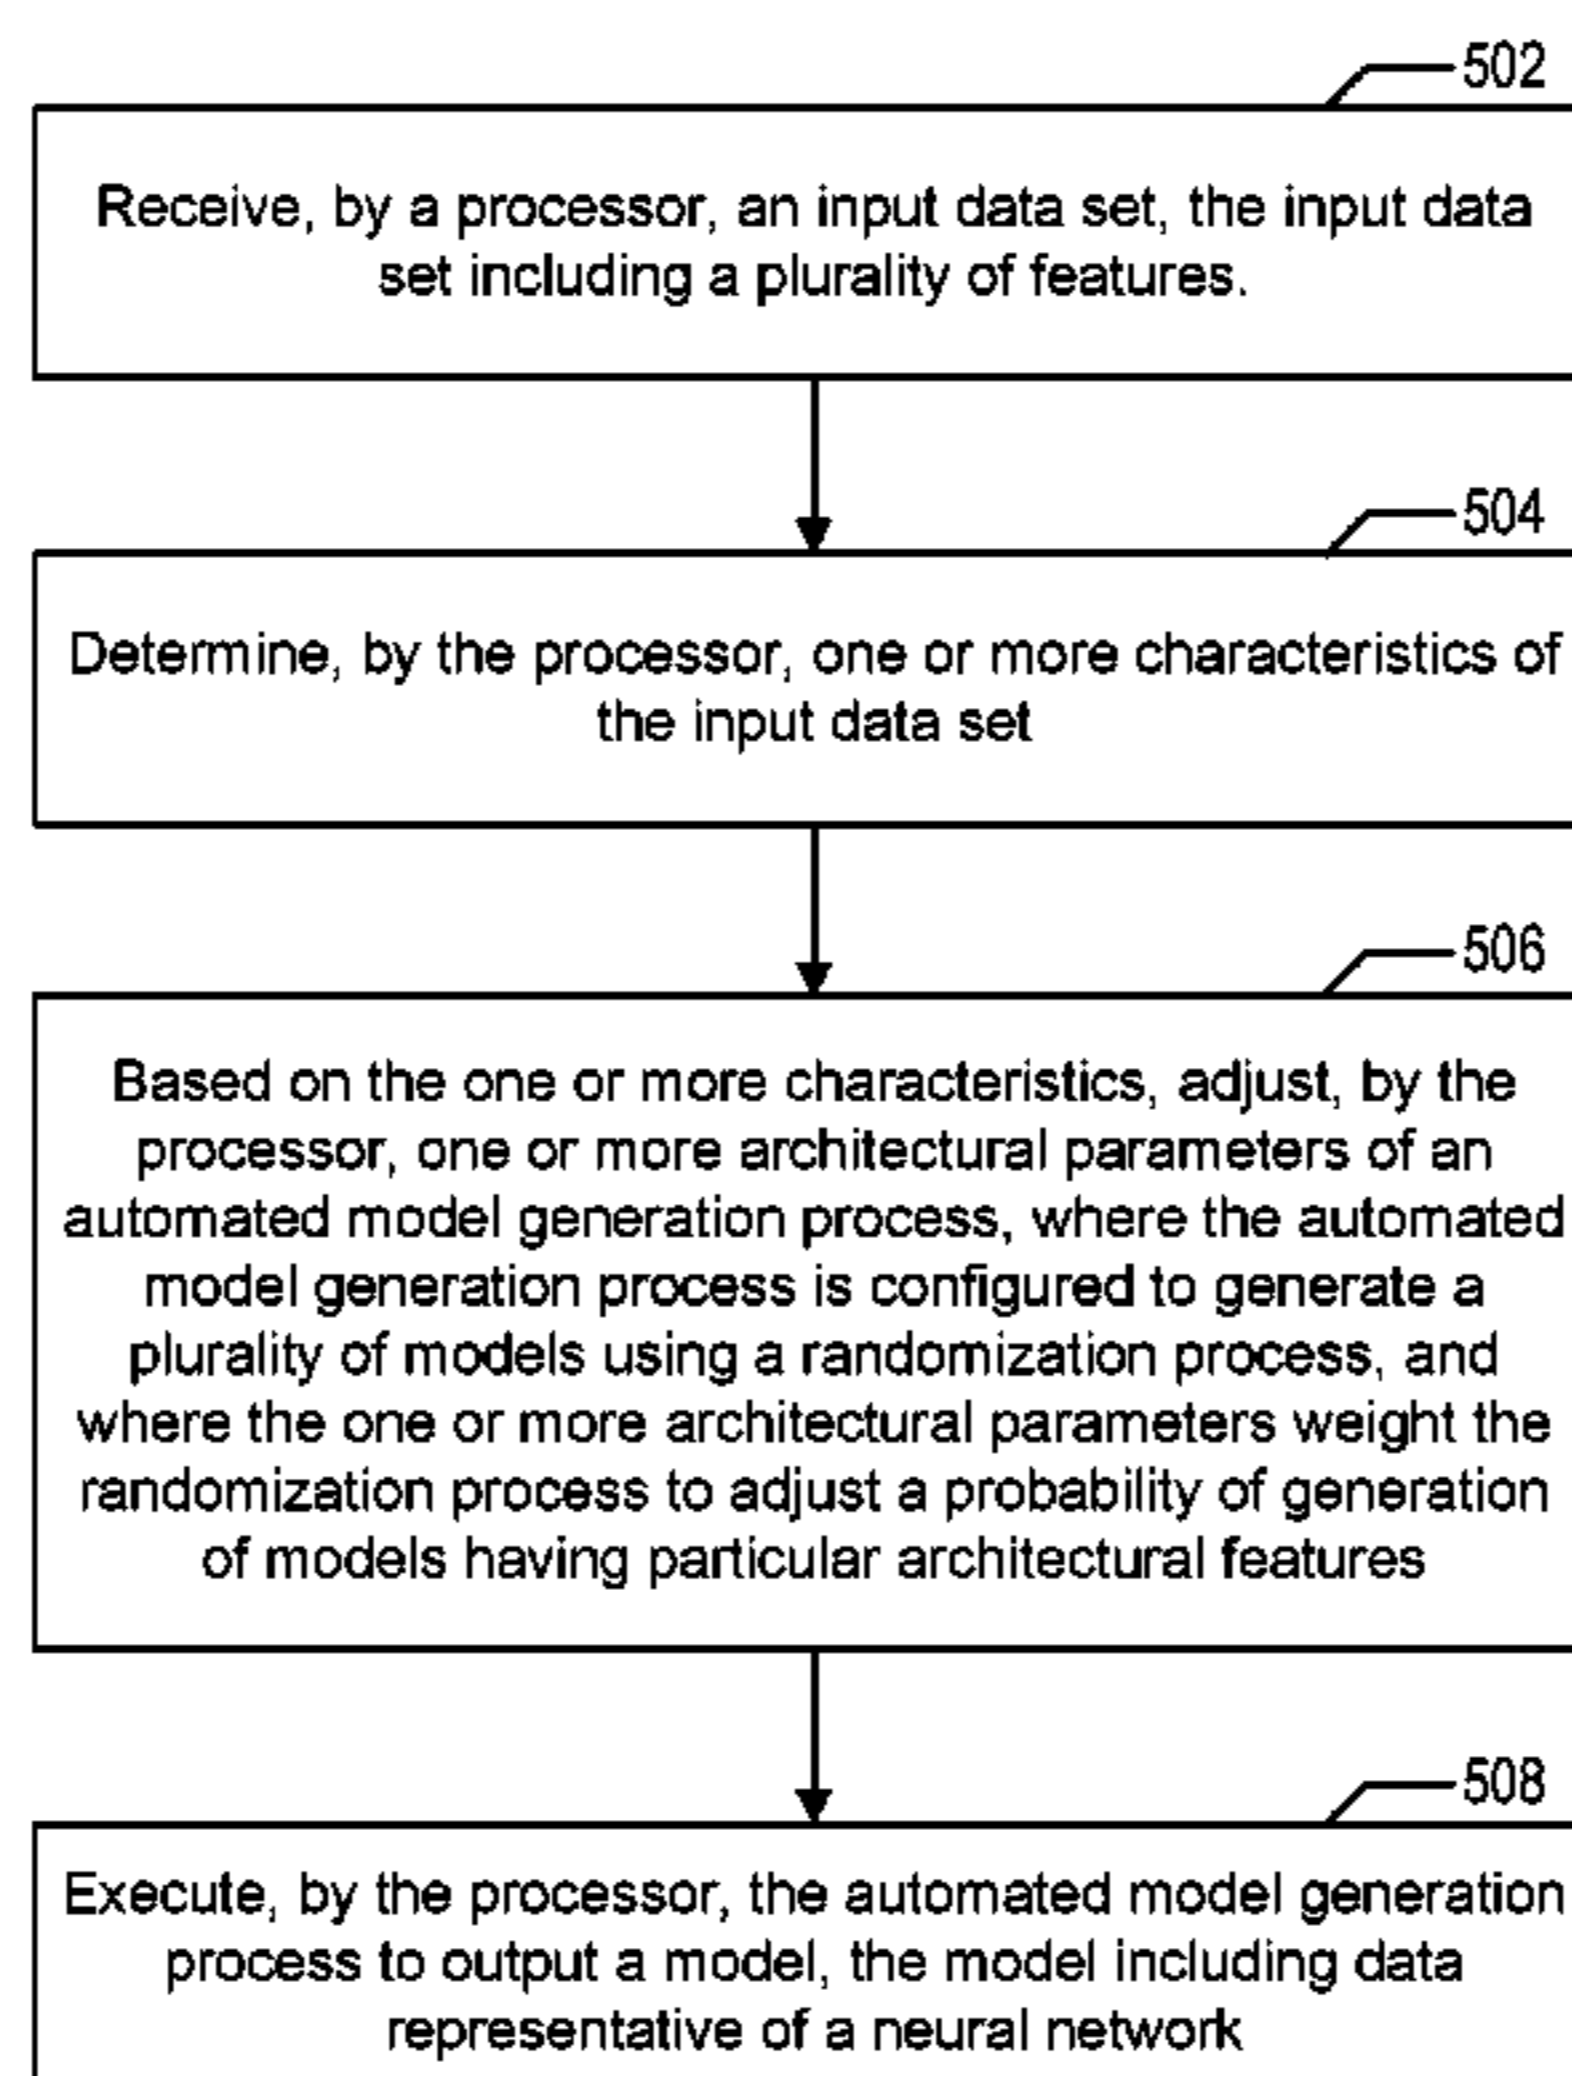 502
Receive, by a processor, an input data set, the input data
set including a plurality of features.
504
Determine, by the processor, one or more characteristics of
the input data set
506
Based on the one or more characteristics, adjust, by the
processor, one or more architectural parameters of an
automated model generation process, where the automated
model generation process is configured to generate a
plurality of models using a randomization process, and
where the one or more architectural parameters weight the
randomization process to adjust a probability of generation
of models having particular architectural features
508
Execute, by the processor, the automated model generation
process to output a model, the model including data
representative of a neural network